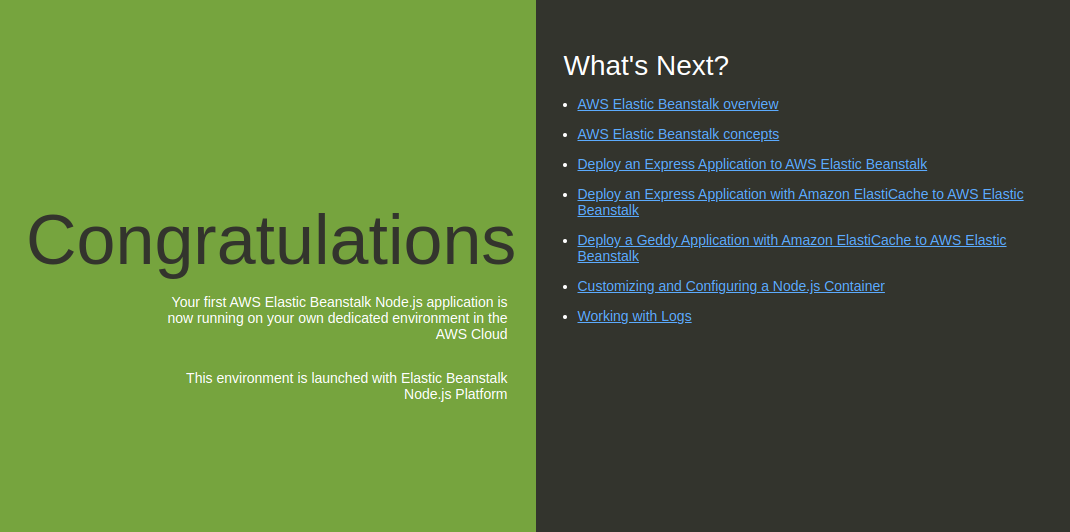 Congratulations
Your first AWS Elastic Beanstalk Node.js application is
now running on your own dedicated environment in the
AWS Cloud
This environment is launched with Elastic Beanstalk
Node.js Platform
What's Next?
AWS Elastic Beanstalk overview
AWS Elastic Beanstalk concepts
Deploy an Express Application to AWS Elastic Beanstalk
Deploy an Express Application with Amazon ElastiCache to AWS Elastic
Beanstalk
Deploy a Geddy Application with Amazon ElastiCache to AWS Elastic
Beanstalk
Customizing and Configuring a Node.js Container
Working with Logs